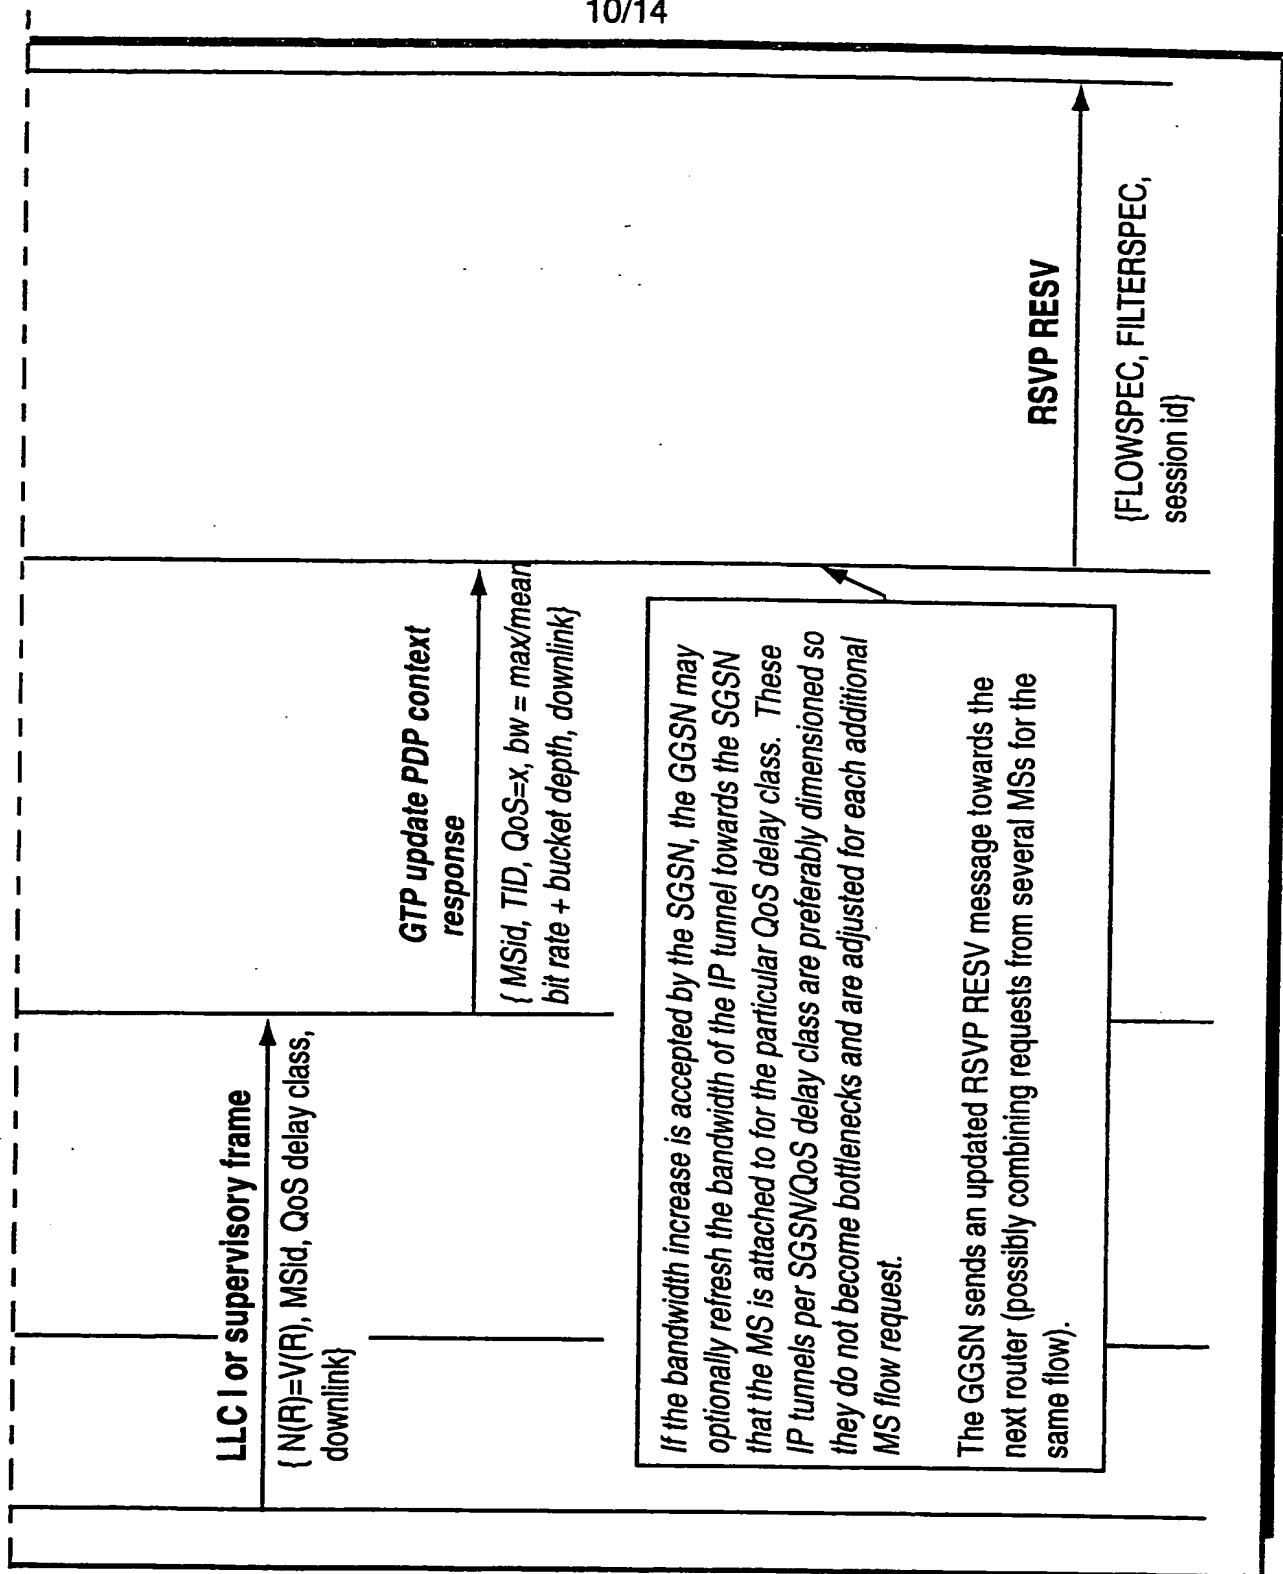 10/14
LLC I or supervisory frame
{ N(R)=V(R), MSid, QoS delay class,
downlink}
GTP update PDP context
response
{ MSid, TID, QoS=x, bw = max/mean
bit rate + bucket depth, downlink}
If the bandwidth increase is accepted by the SGSN, the GGSN may
optionally refresh the bandwidth of the IP tunnel towards the SGSN
that the MS is attached to for the particular QoS delay class. These
IP tunnels per SGSN/QoS delay class are preferably dimensioned so
they do not become bottlenecks and are adjusted for each additional
MS flow request.
The GGSN sends an updated RSVP RESV message towards the
next router (possibly combining requests from several MSs for the
same flow).
RSVP RESV
{FLOWSPEC, FILTERSPEC,
session id}